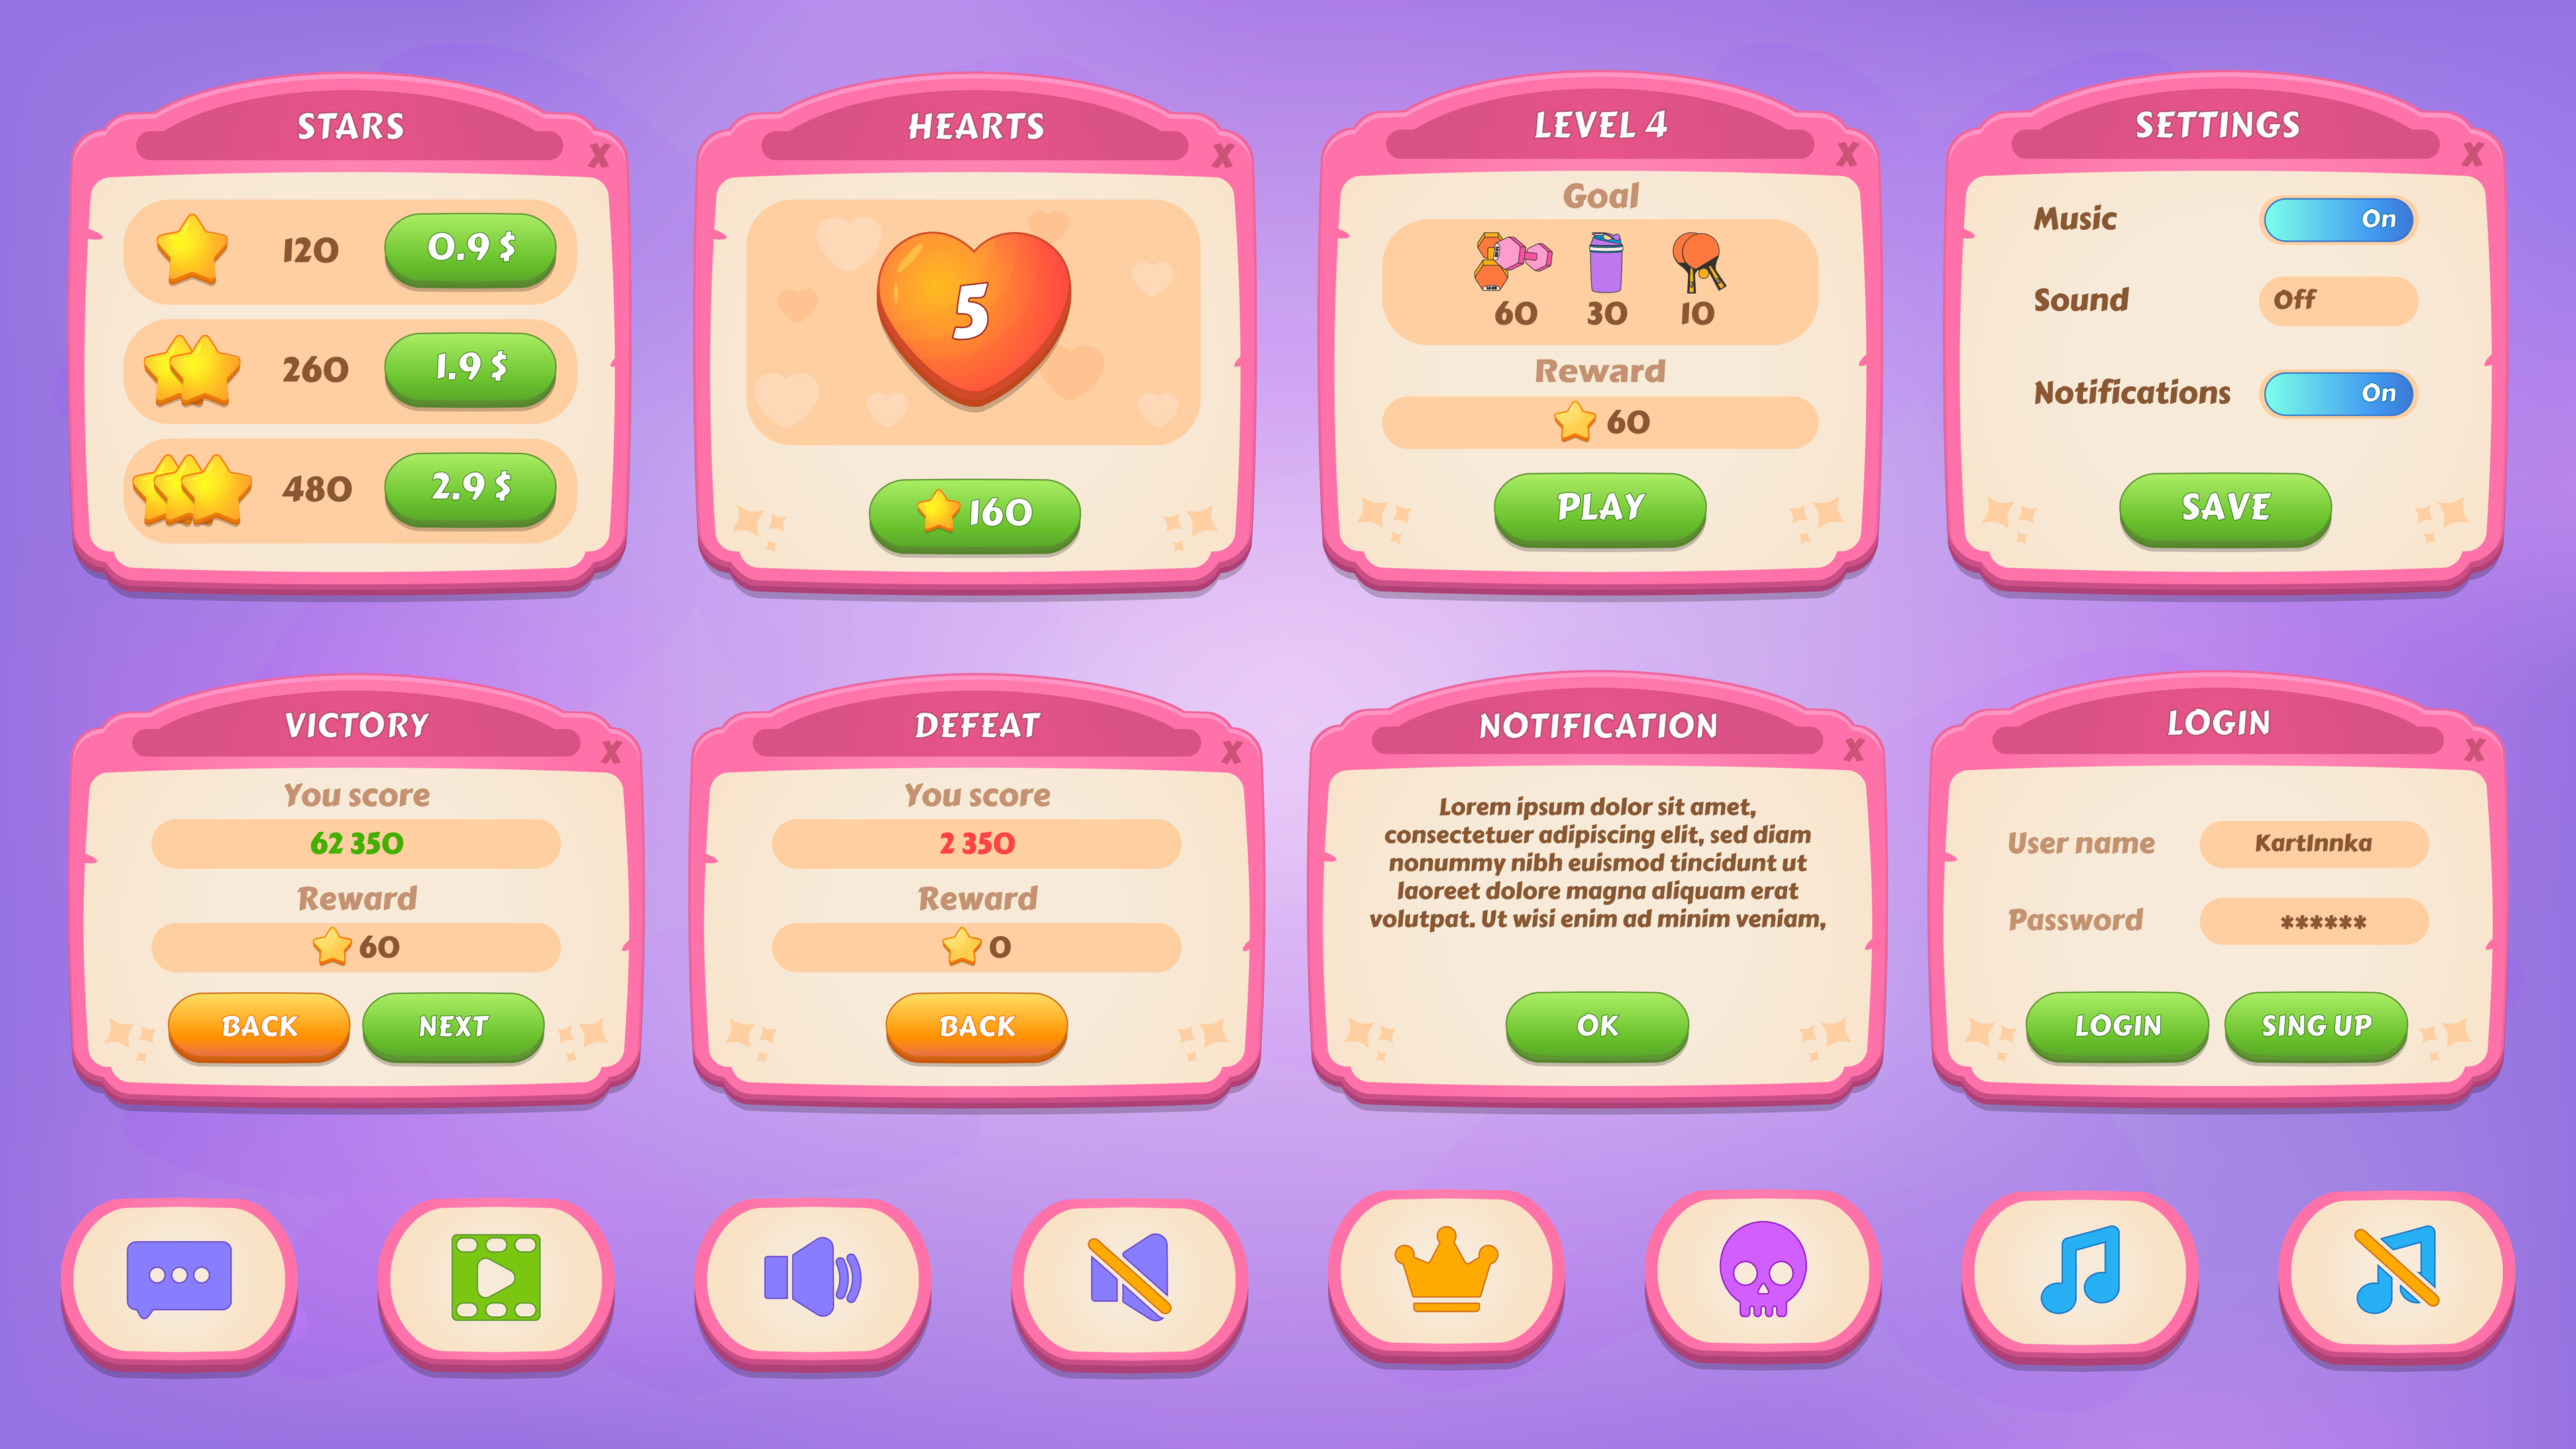 STARS
X
120
0.9 $
260
1.9 $
480
2.9 $
HEARTS
X
5
160
LEVEL 4
X
Goal
60 30 10
Reward
60
PLAY
SETTINGS
X
Music On
Sound Off
Notifications On
SAVE
VICTORY
X
You score
62 350
Reward
60
BACK NEXT
DEFEAT
X
You score
2 350
Reward
0
BACK
NOTIFICATION
X
Lorem ipsum dolor sit amet,
consectetuer adipiscing elit, sed diam
nonummy nibh euismod tincidunt ut
laoreet dolore magna aliquam erat
volutpat. Ut wisi enim ad minim veniam,
OK
LOGIN
X
User name KartInnka
Password ******
LOGIN SING UP